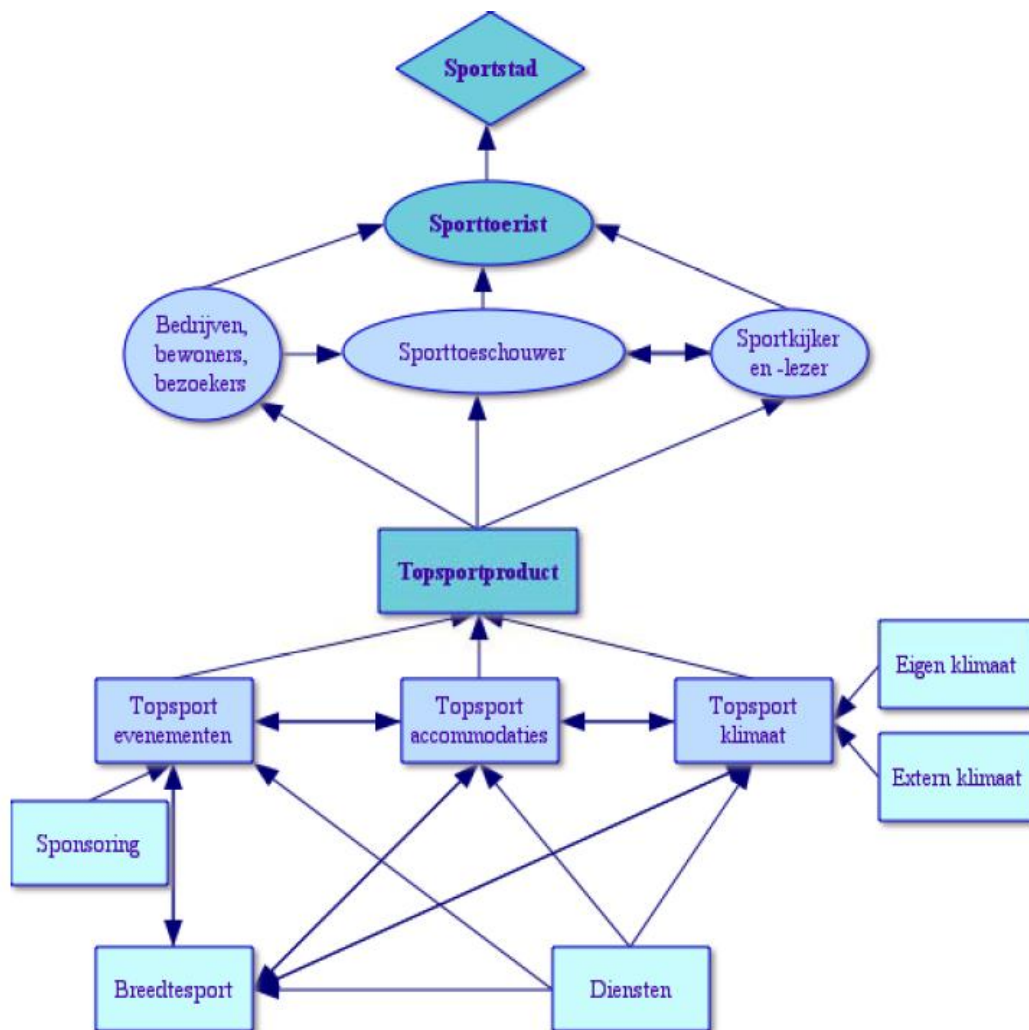 Sportstad
Sporttoerist
Bedrijven,
bewoners,
bezoekers
Sporttoeschouwer
Sportkijker
en -lezer
Topsportproduct
Topsport
evenementen
Topsport
accommodaties
Topsport
klimaat
Eigen klimaat
Extern klimaat
Sponsoring
Breedtesport
Diensten